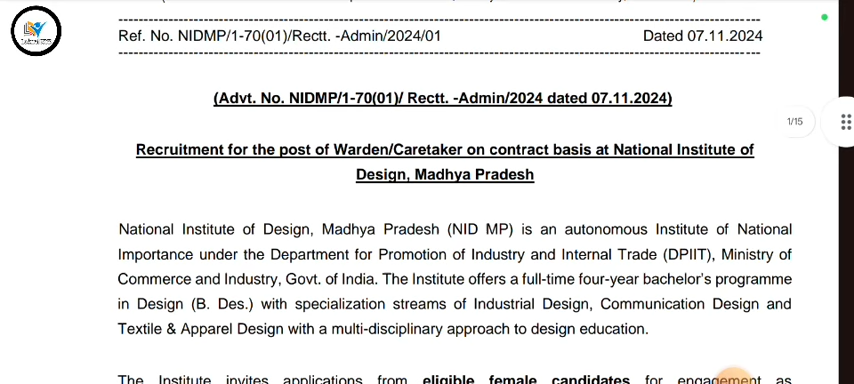 Ref. No. NIDMP/1-70(01)/Rectt. -Admin/2024/01 Dated 07.11.2024
(Advt. No. NIDMP/1-70(01)/ Rectt. -Admin/2024 dated 07.11.2024)
1/15
Recruitment for the post of Warden/Caretaker on contract basis at National Institute of
Design, Madhya Pradesh
National Institute of Design, Madhya Pradesh (NID MP) is an autonomous Institute of National
Importance under the Department for Promotion of Industry and Internal Trade (DPIIT), Ministry of
Commerce and Industry, Govt. of India. The Institute offers a full-time four-year bachelor's programme
in Design (B. Des.) with specialization streams of Industrial Design, Communication Design and
Textile & Apparel Design with a multi-disciplinary approach to design education.
The Institute invites applications from eligible female candidates for engagement as